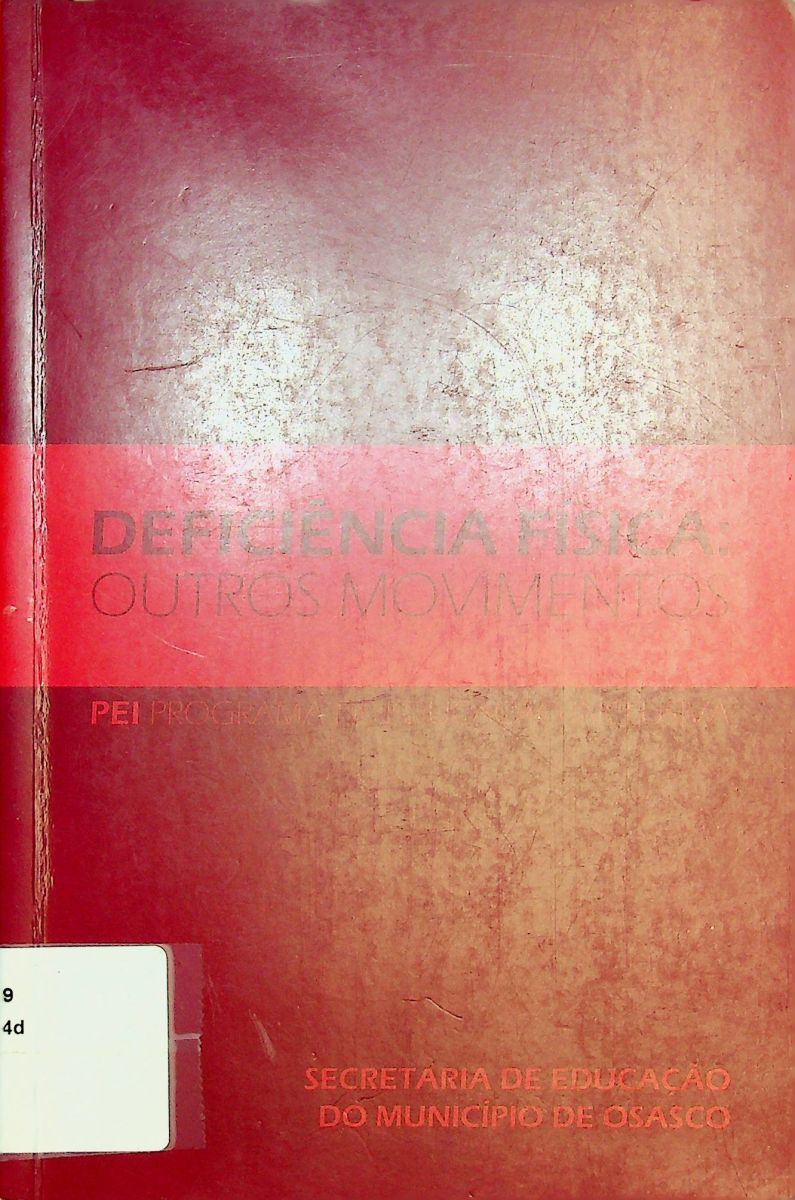 DEFICIÊNCIA FÍSICA:
OUTROS MOVIMENTOS
PEI PROGRAMA
SECRETARIA DE EDUCAÇÃO
DO MUNICÍPIO DE OSASCO
9
4d